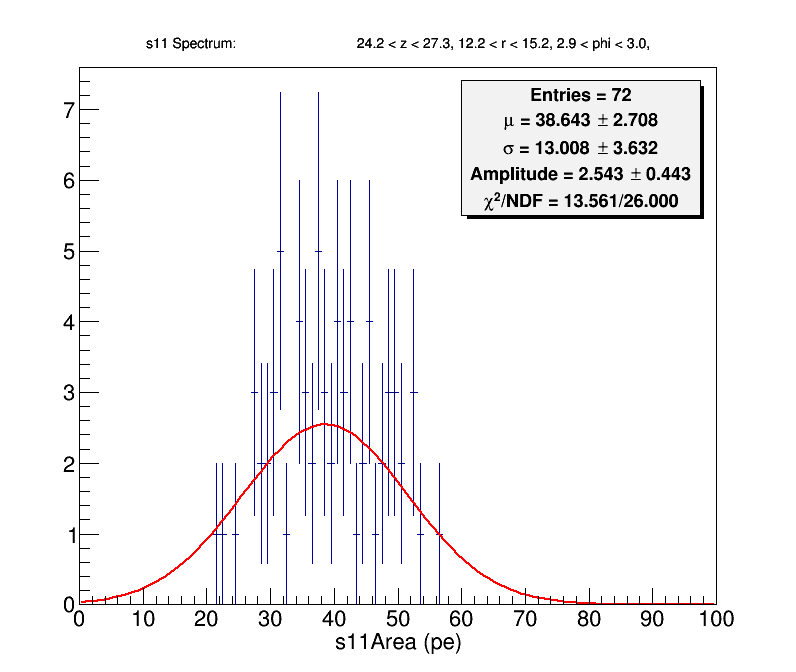 s11 Spectrum: 24.2 < z < 27.3, 12.2 < r < 15.2, 2.9 < phi < 3.0,
Entries = 72
μ = 38.643 ± 2.708
σ = 13.008 ± 3.632
Amplitude = 2.543 ± 0.443
χ²/NDF = 13.561/26.000
7
6
5
4
3
2
1
0
0 10 20 30 40 50 60 70 80 90 100
s11Area (pe)